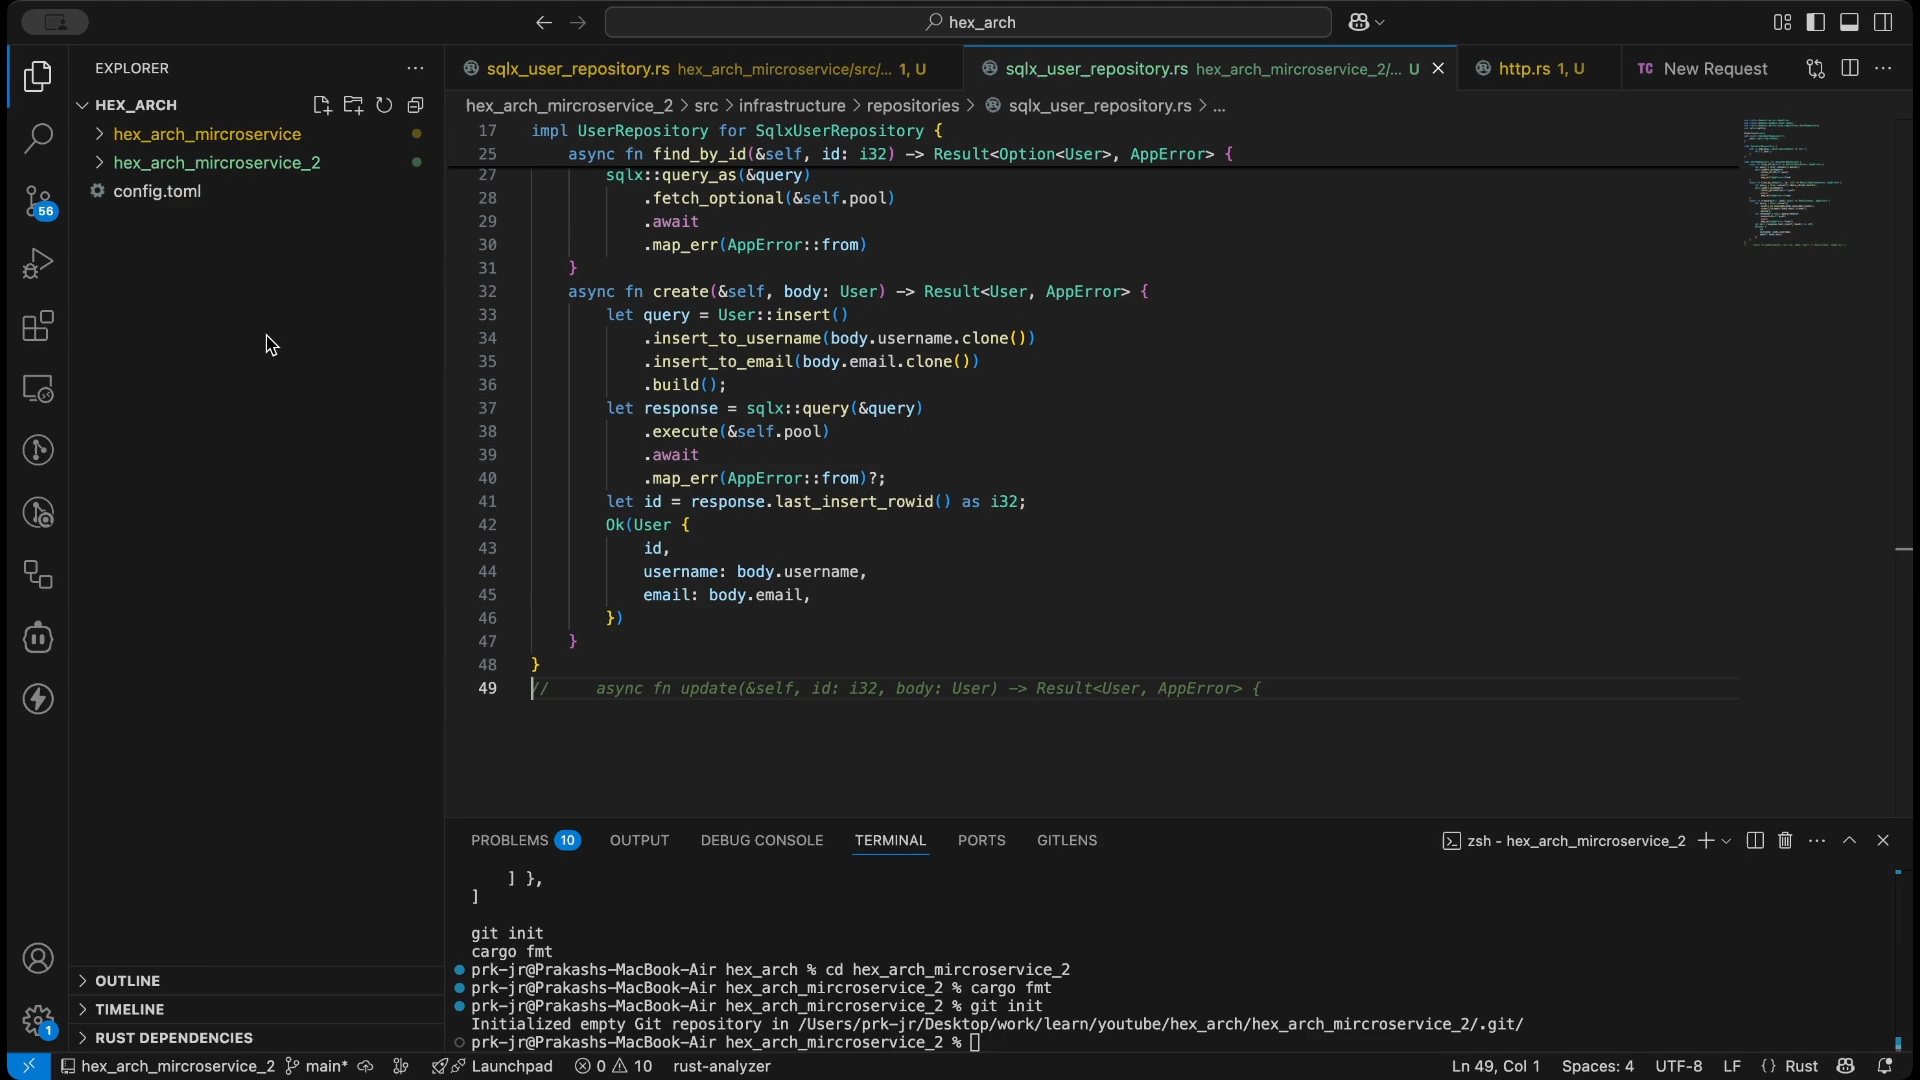 hex_arch
EXPLORER
HEX_ARCH
hex_arch_mircroservice
hex_arch_mircroservice_2
config.toml
56
1
OUTLINE
TIMELINE
RUST DEPENDENCIES
sqlx_user_repository.rs hex_arch_mircroservice/src/... 1, U
sqlx_user_repository.rs hex_arch_mircroservice_2/... U
http.rs 1, U
TC New Request
hex_arch_mircroservice_2 > src > infrastructure > repositories > sqlx_user_repository.rs > ...
17 impl UserRepository for SqlxUserRepository {
25 async fn find_by_id(&self, id: i32) -> Result<Option<User>, AppError> {
27 sqlx::query_as(&query)
28 .fetch_optional(&self.pool)
29 .await
30 .map_err(AppError::from)
31 }
32 async fn create(&self, body: User) -> Result<User, AppError> {
33 let query = User::insert()
34 .insert_to_username(body.username.clone())
35 .insert_to_email(body.email.clone())
36 .build();
37 let response = sqlx::query(&query)
38 .execute(&self.pool)
39 .await
40 .map_err(AppError::from)?;
41 let id = response.last_insert_rowid() as i32;
42 Ok(User {
43 id,
44 username: body.username,
45 email: body.email,
46 })
47 }
48 }
49 // async fn update(&self, id: i32, body: User) -> Result<User, AppError> {
PROBLEMS 10 OUTPUT DEBUG CONSOLE TERMINAL PORTS GITLENS
zsh - hex_arch_mircroservice_2
] },
]
git init
cargo fmt
prk-jr@Prakashs-MacBook-Air hex_arch % cd hex_arch_mircroservice_2
prk-jr@Prakashs-MacBook-Air hex_arch_mircroservice_2 % cargo fmt
prk-jr@Prakashs-MacBook-Air hex_arch_mircroservice_2 % git init
Initialized empty Git repository in /Users/prk-jr/Desktop/work/learn/youtube/hex_arch/hex_arch_mircroservice_2/.git/
prk-jr@Prakashs-MacBook-Air hex_arch_mircroservice_2 %
hex_arch_mircroservice_2 main* Launchpad 0 10 rust-analyzer Ln 49, Col 1 Spaces: 4 UTF-8 LF {} Rust